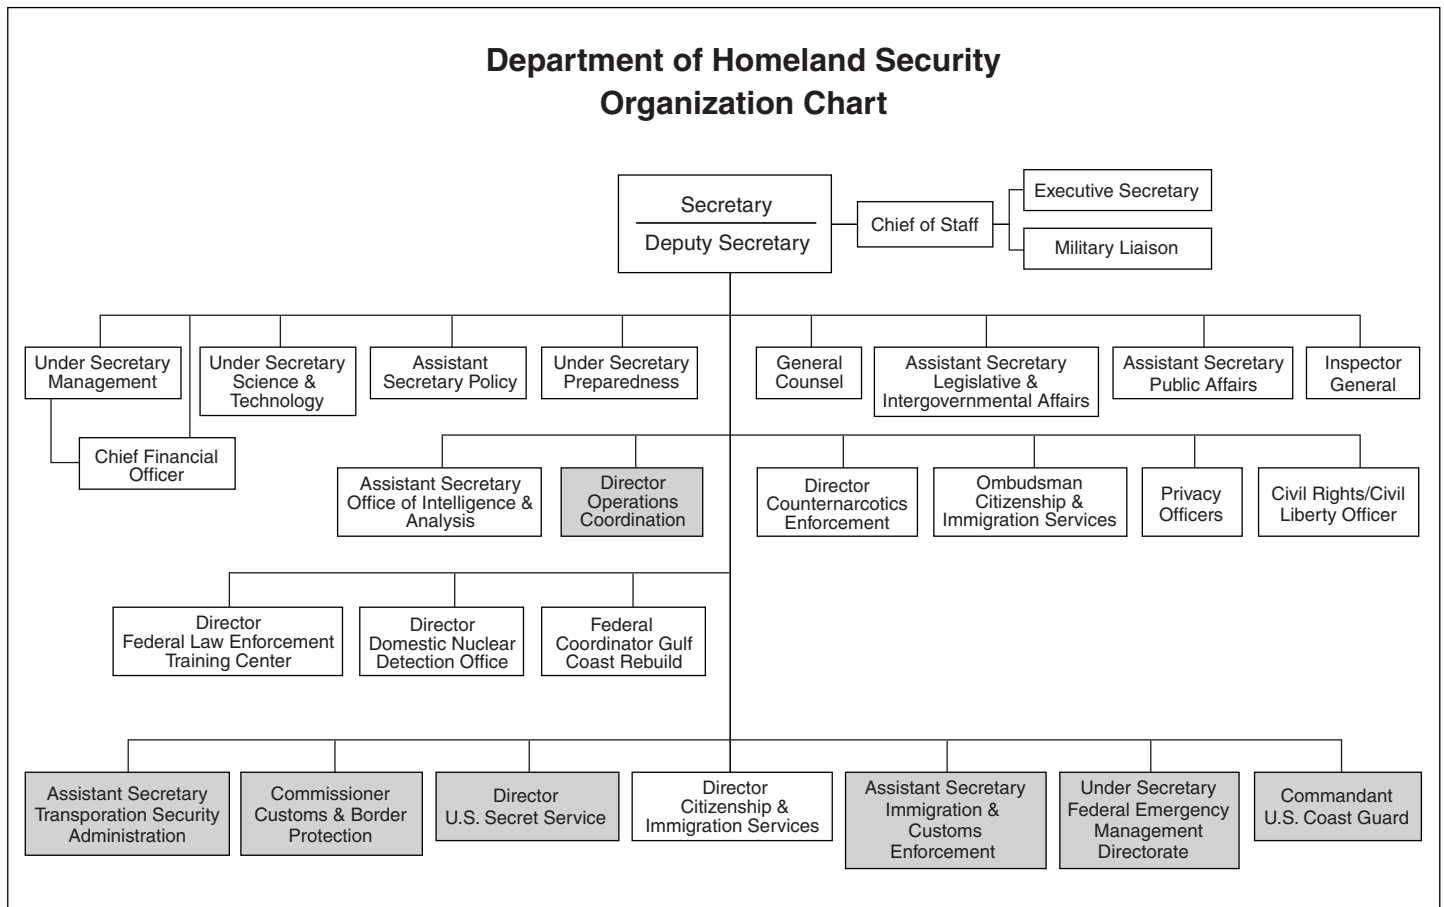 Department of Homeland Security
Organization Chart
Secretary
Deputy Secretary
Chief of Staff
Executive Secretary
Military Liaison
Under Secretary
Management
Under Secretary
Science &
Technology
Assistant
Secretary Policy
Under Secretary
Preparedness
General
Counsel
Assistant Secretary
Legislative &
Intergovernmental Affairs
Assistant Secretary
Public Affairs
Inspector
General
Chief Financial
Officer
Assistant Secretary
Office of Intelligence &
Analysis
Director
Operations
Coordination
Director
Counternarcotics
Enforcement
Ombudsman
Citizenship &
Immigration Services
Privacy
Officers
Civil Rights/Civil
Liberty Officer
Director
Federal Law Enforcement
Training Center
Director
Domestic Nuclear
Detection Office
Federal
Coordinator Gulf
Coast Rebuild
Assistant Secretary
Transporation Security
Administration
Commissioner
Customs & Border
Protection
Director
U.S. Secret Service
Director
Citizenship &
Immigration Services
Assistant Secretary
Immigration &
Customs
Enforcement
Under Secretary
Federal Emergency
Management
Directorate
Commandant
U.S. Coast Guard